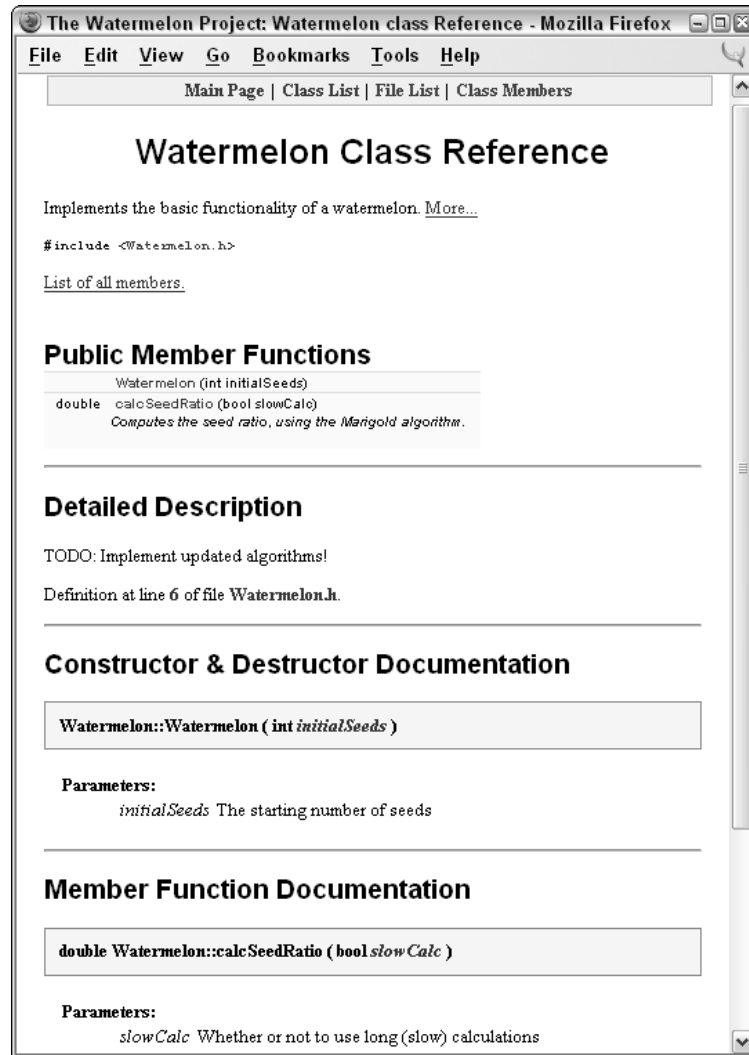 The Watermelon Project: Watermelon class Reference - Mozilla Firefox
File Edit View Go Bookmarks Tools Help
Main Page | Class List | File List | Class Members
Watermelon Class Reference
Implements the basic functionality of a watermelon. More...
#include <Watermelon.h>
List of all members.
Public Member Functions
Watermelon (int initialSeeds)
double calcSeedRatio (bool slowCalc)
Computes the seed ratio, using the Marigold algorithm.
Detailed Description
TODO: Implement updated algorithms!
Definition at line 6 of file Watermelon.h.
Constructor & Destructor Documentation
Watermelon::Watermelon ( int initialSeeds )
Parameters:
initialSeeds The starting number of seeds
Member Function Documentation
double Watermelon::calcSeedRatio ( bool slowCalc )
Parameters:
slowCalc Whether or not to use long (slow) calculations